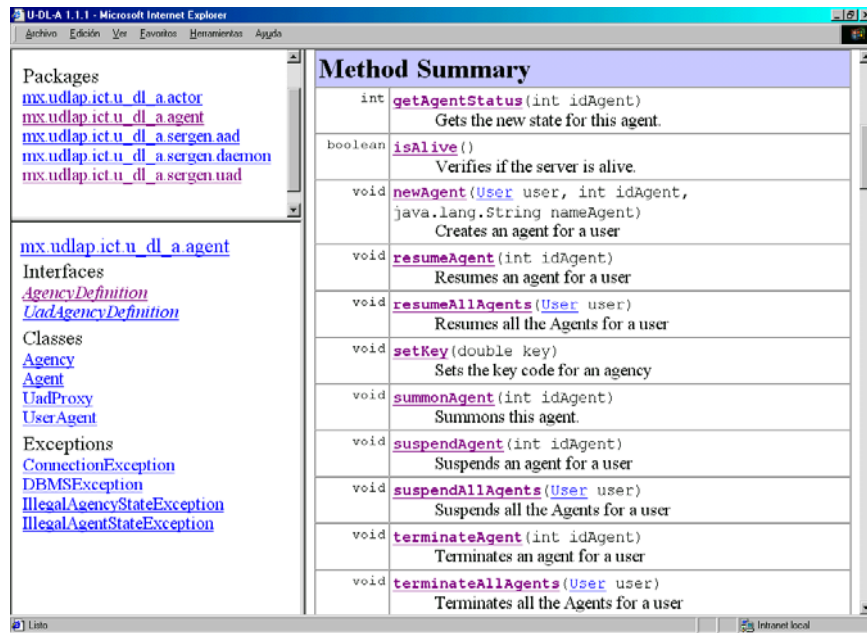 U-DL-A 1.1.1 - Microsoft Internet Explorer
Archivo Edición Ver Favoritos Herramientas Ayuda
Packages
mx.udlap.ict.u_dl_a.actor
mx.udlap.ict.u_dl_a.agent
mx.udlap.ict.u_dl_a.sergen.aad
mx.udlap.ict.u_dl_a.sergen.daemon
mx.udlap.ict.u_dl_a.sergen.uad
mx.udlap.ict.u_dl_a.agent
Interfaces
AgencyDefinition
UadAgencyDefinition
Classes
Agency
Agent
UadProxy
UserAgent
Exceptions
ConnectionException
DBMSException
IllegalAgencyStateException
IllegalAgentStateException
Method Summary
int getAgentStatus(int idAgent)
Gets the new state for this agent.
boolean isAlive()
Verifies if the server is alive.
void newAgent(User user, int idAgent,
java.lang.String nameAgent)
Creates an agent for a user
void resumeAgent(int idAgent)
Resumes an agent for a user
void resumeAllAgents(User user)
Resumes all the Agents for a user
void setKey(double key)
Sets the key code for an agency
void summonAgent(int idAgent)
Summons this agent.
void suspendAgent(int idAgent)
Suspends an agent for a user
void suspendAllAgents(User user)
Suspends all the Agents for a user
void terminateAgent(int idAgent)
Terminates an agent for a user
void terminateAllAgents(User user)
Terminates all the Agents for a user
Listo
Intranet local